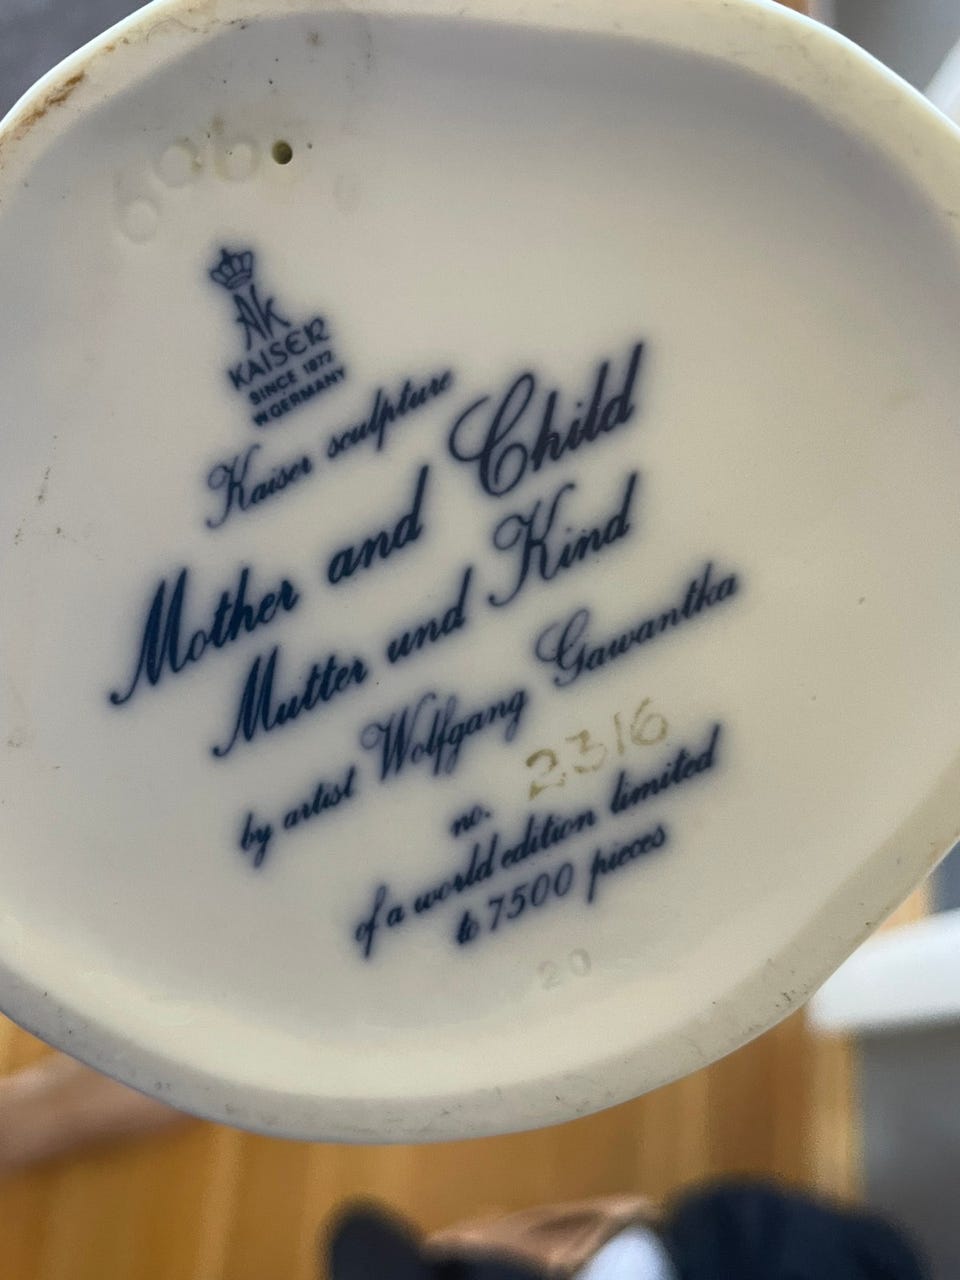 AK
KAISER
SINCE 1872
W.GERMANY
Kaiser sculpture
Mother and Child
Mutter und Kind
by artist Wolfgang Gawantka
no. 2316
of a world edition limited
to 7500 pieces
20